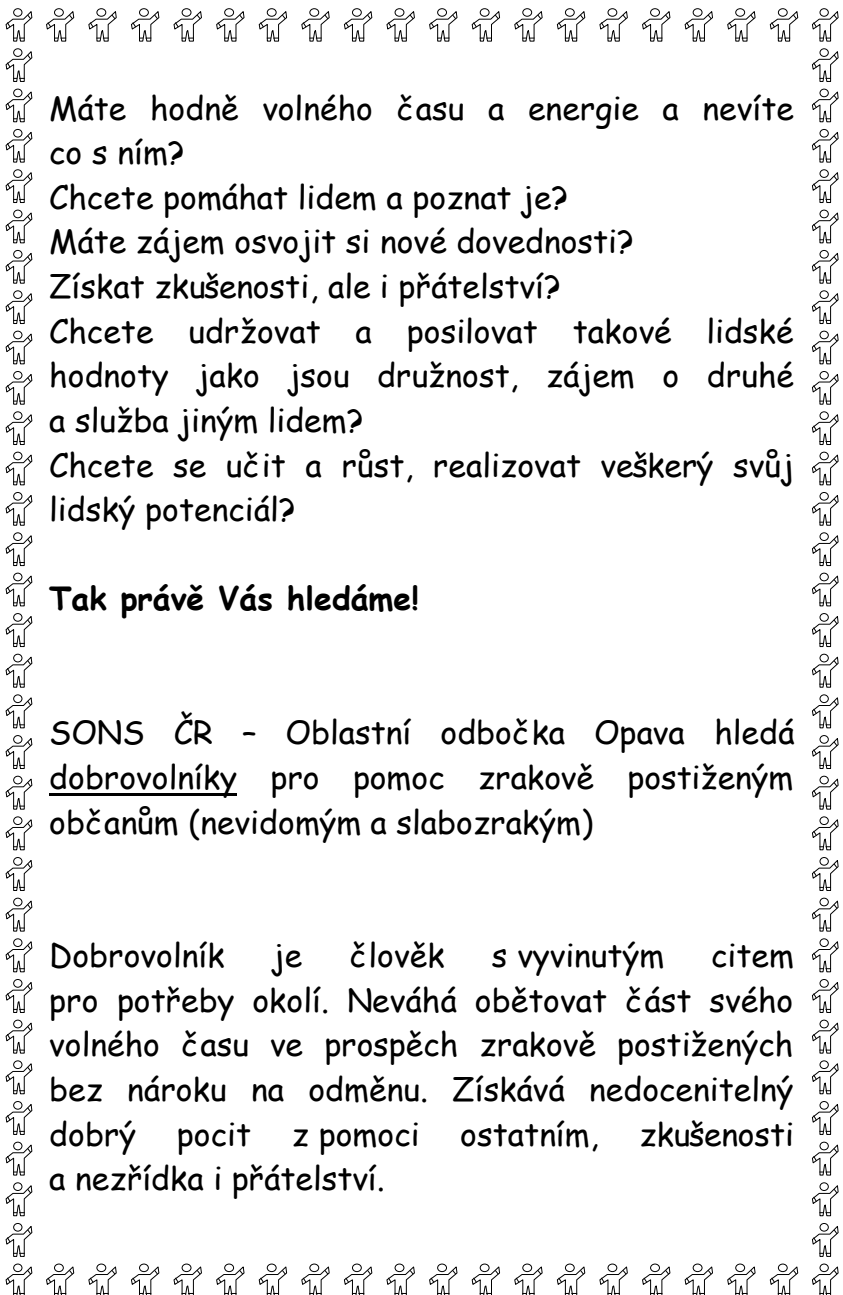 Máte hodně volného času a energie a nevíte
co s ním?
Chcete pomáhat lidem a poznat je?
Máte zájem osvojit si nové dovednosti?
Získat zkušenosti, ale i přátelství?
Chcete udržovat a posilovat takové lidské
hodnoty jako jsou družnost, zájem o druhé
a služba jiným lidem?
Chcete se učit a růst, realizovat veškerý svůj
lidský potenciál?
Tak právě Vás hledáme!
SONS ČR – Oblastní odbočka Opava hledá
dobrovolníky pro pomoc zrakově postiženým
občanům (nevidomým a slabozrakým)
Dobrovolník je člověk s vyvinutým citem
pro potřeby okolí. Neváhá obětovat část svého
volného času ve prospěch zrakově postižených
bez nároku na odměnu. Získává nedocenitelný
dobrý pocit z pomoci ostatním, zkušenosti
a nezřídka i přátelství.